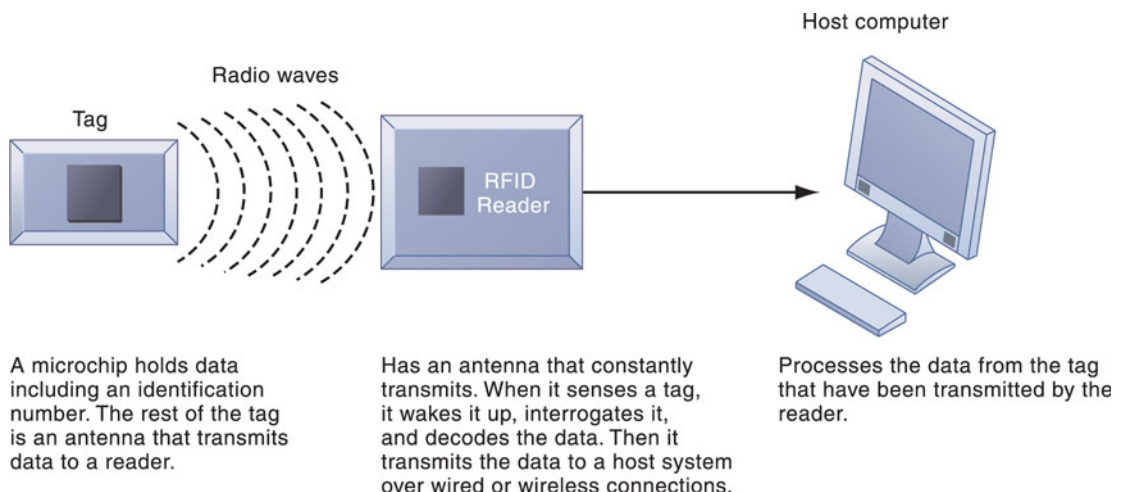 Host computer
Radio waves
Tag
RFID
Reader
A microchip holds data
including an identification
number. The rest of the tag
is an antenna that transmits
data to a reader.
Has an antenna that constantly
transmits. When it senses a tag,
it wakes it up, interrogates it,
and decodes the data. Then it
transmits the data to a host system
over wired or wireless connections.
Processes the data from the tag
that have been transmitted by the
reader.